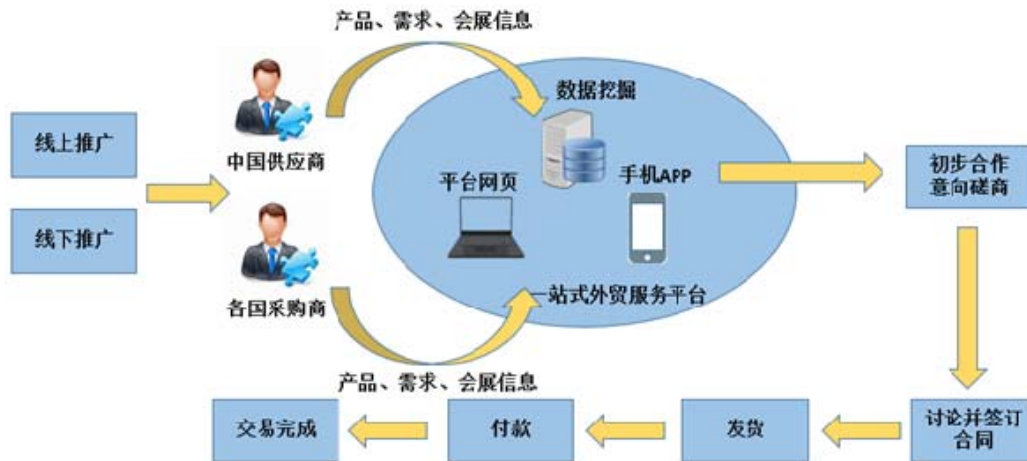 产品、需求、会展信息
数据挖掘
线上推广
中国供应商
平台网页
手机APP
初步合作
意向磋商
线下推广
各国采购商
一站式外贸服务平台
产品、需求、会展信息
交易完成
付款
发货
讨论并签订
合同